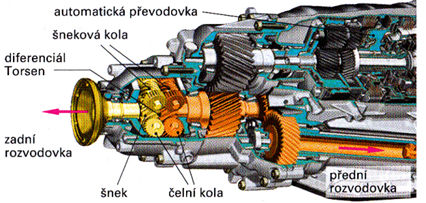 automatická převodovka
šneková kola
diferenciál
Torsen
zadní
rozvodovka
šnek
čelní kola
přední
rozvodovka